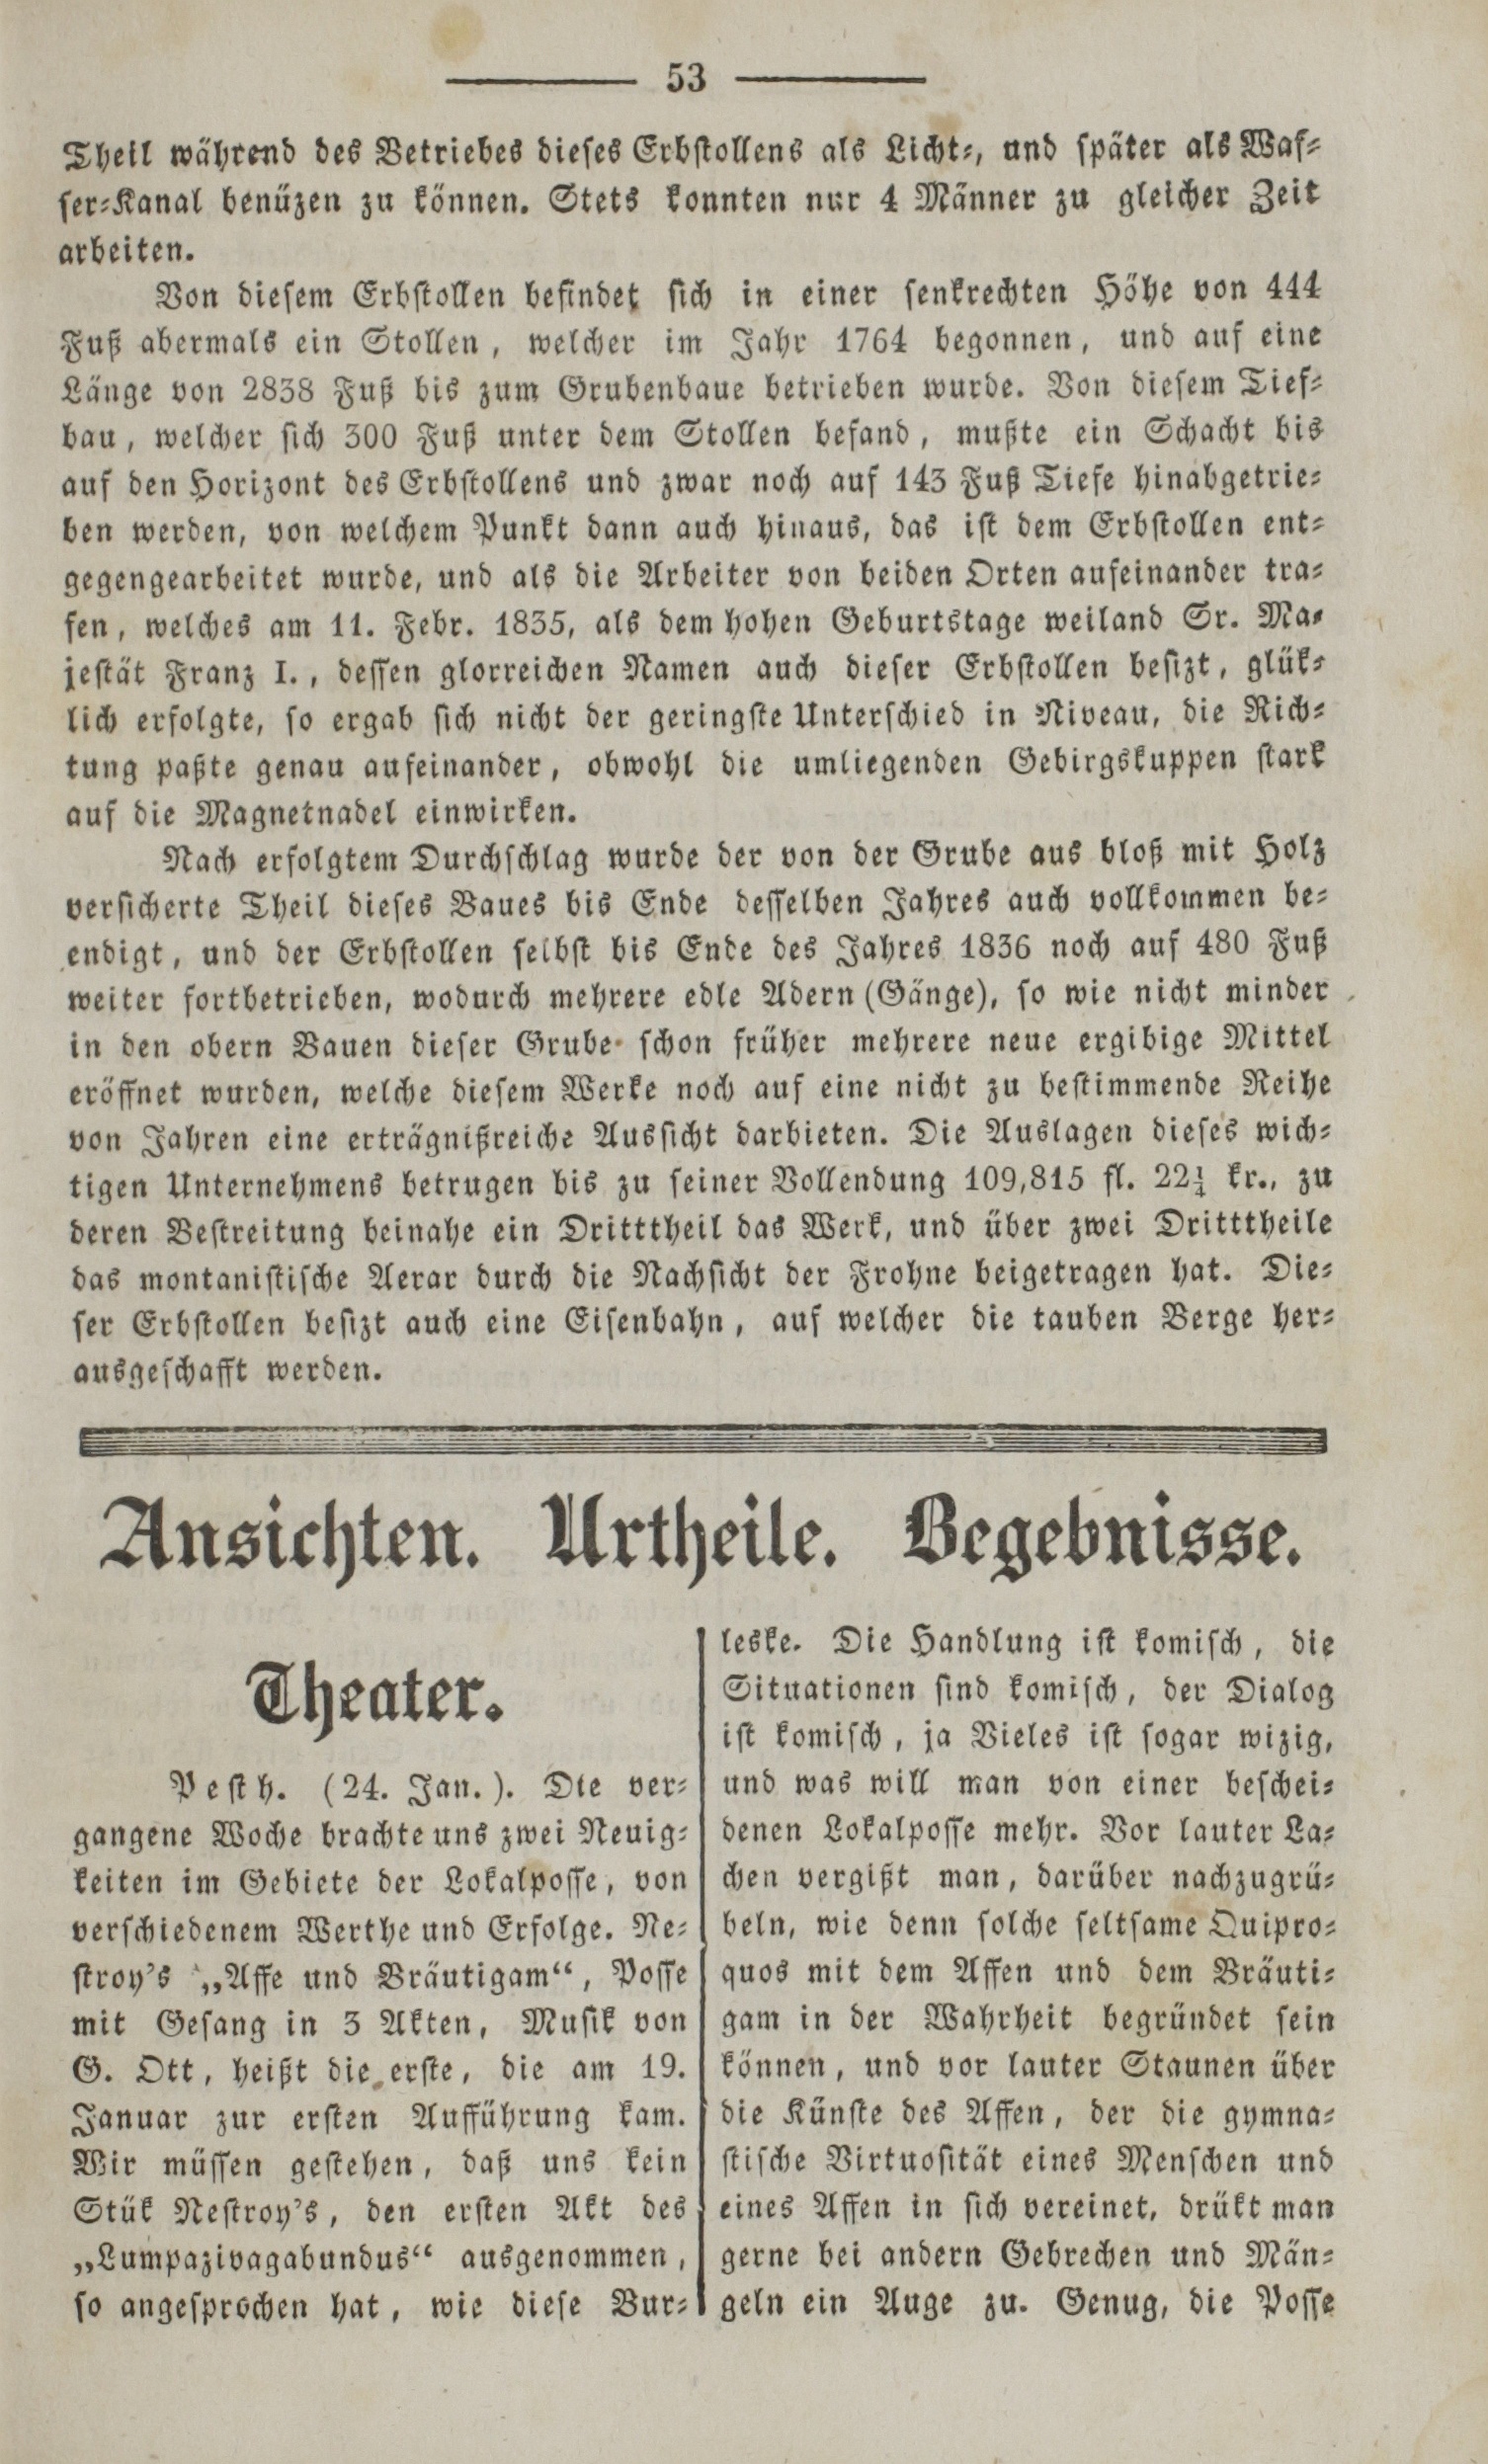 53
Theil während des Betriebes dieses Erbstollens als Licht-, und später als Was-
ser-Kanal benüzen zu können. Stets konnten nur 4 Männer zu gleicher Zeit
arbeiten.
Von diesem Erbstollen befindet sich in einer senkrechten Höhe von 444
Fuß abermals ein Stollen, welcher im Jahr 1764 begonnen, und auf eine
Länge von 2838 Fuß bis zum Grubenbaue betrieben wurde. Von diesem Tief-
bau, welcher sich 300 Fuß unter dem Stollen befand, mußte ein Schacht bis
auf den Horizont des Erbstollens und zwar noch auf 143 Fuß Tiefe hinabgetrie-
ben werden, von welchem Punkt dann auch hinaus, das ist dem Erbstollen ent-
gegengearbeitet wurde, und als die Arbeiter von beiden Orten aufeinander tra-
fen, welches am 11. Febr. 1835, als dem hohen Geburtstage weiland Sr. Ma-
jestät Franz I., dessen glorreichen Namen auch dieser Erbstollen besizt, glük-
lich erfolgte, so ergab sich nicht der geringste Unterschied in Niveau, die Rich-
tung paßte genau aufeinander, obwohl die umliegenden Gebirgskuppen stark
auf die Magnetnadel einwirken.
Nach erfolgtem Durchschlag wurde der von der Grube aus bloß mit Holz
versicherte Theil dieses Baues bis Ende desselben Jahres auch vollkommen be-
endigt, und der Erbstollen selbst bis Ende des Jahres 1836 noch auf 480 Fuß
weiter fortbetrieben, wodurch mehrere edle Adern (Gänge), so wie nicht minder
in den obern Bauen dieser Grube schon früher mehrere neue ergibige Mittel
eröffnet wurden, welche diesem Werke noch auf eine nicht zu bestimmende Reihe
von Jahren eine erträgnißreiche Aussicht darbieten. Die Auslagen dieses wich-
tigen Unternehmens betrugen bis zu seiner Vollendung 109,815 fl. 22¼ kr., zu
deren Bestreitung beinahe ein Dritttheil das Werk, und über zwei Dritttheile
das montanistische Aerar durch die Nachsicht der Frohne beigetragen hat. Die-
ser Erbstollen besizt auch eine Eisenbahn, auf welcher die tauben Berge her-
ausgeschafft werden.
Ansichten. Urtheile. Begebnisse.
Theater.
Pesth. (24. Jan.). Die ver-
gangene Woche brachte uns zwei Neuig-
keiten im Gebiete der Lokalposse, von
verschiedenem Werthe und Erfolge. Ne-
stroy's „Affe und Bräutigam“, Posse
mit Gesang in 3 Akten, Musik von
G. Ott, heißt die erste, die am 19.
Januar zur ersten Aufführung kam.
Wir müssen gestehen, daß uns kein
Stük Nestroy's, den ersten Akt des
„Lumpazivagabundus“ ausgenommen,
so angesprochen hat, wie diese Bur-
leske. Die Handlung ist komisch, die
Situationen sind komisch, der Dialog
ist komisch, ja Vieles ist sogar wizig,
und was will man von einer beschei-
denen Lokalposse mehr. Vor lauter La-
chen vergißt man, darüber nachzugrü-
beln, wie denn solche seltsame Quipro-
quos mit dem Affen und dem Bräuti-
gam in der Wahrheit begründet sein
können, und vor lauter Staunen über
die Künste des Affen, der die gymna-
stische Virtuosität eines Menschen und
eines Affen in sich vereinet, drükt man
gerne bei andern Gebrechen und Män-
geln ein Auge zu. Genug, die Posse